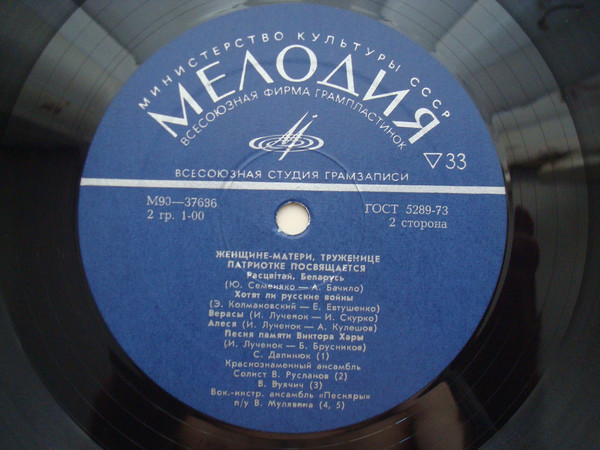 МИНИСТЕРСТВО КУЛЬТУРЫ СССР
МЕЛОДИЯ
ВСЕСОЮЗНАЯ ФИРМА ГРАМПЛАСТИНОК
▽33
ВСЕСОЮЗНАЯ СТУДИЯ ГРАМЗАПИСИ
М90—37636 ГОСТ 5289-73
2 гр. 1-00 2 сторона
ЖЕНЩИНЕ-МАТЕРИ, ТРУЖЕНИЦЕ
ПАТРИОТКЕ ПОСВЯЩАЕТСЯ
Расцвітай, Беларусь
(Ю. Семеняко — А. Бачило)
Хотят ли русские войны
(Э. Колмановский — Е. Евтушенко)
Верасы (И. Лученок — И. Скурко)
Алеся (И. Лученок — А. Кулешов)
Песня памяти Виктора Хары
(И. Лученок — Б. Брусников)
С. Данилюк (1)
Краснознаменный ансамбль
Солист В. Русланов (2)
В. Вуячич (3)
Вок.-инстр. ансамбль «Песняры»
п/у В. Мулявина (4, 5)